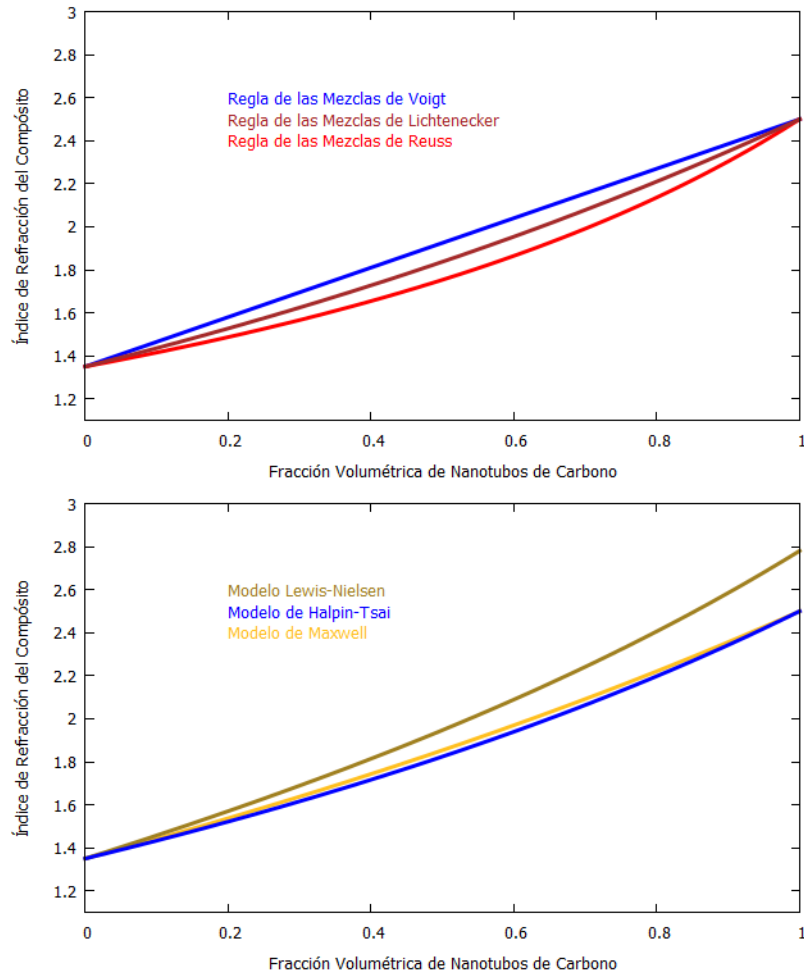 3
2.8
2.6
2.4
2.2
2
1.8
1.6
1.4
1.2
Índice de Refracción del Compósito
Regla de las Mezclas de Voigt
Regla de las Mezclas de Lichtenecker
Regla de las Mezclas de Reuss
0 0.2 0.4 0.6 0.8 1
Fracción Volumétrica de Nanotubos de Carbono
3
2.8
2.6
2.4
2.2
2
1.8
1.6
1.4
1.2
Índice de Refracción del Compósito
Modelo Lewis-Nielsen
Modelo de Halpin-Tsai
Modelo de Maxwell
0 0.2 0.4 0.6 0.8 1
Fracción Volumétrica de Nanotubos de Carbono